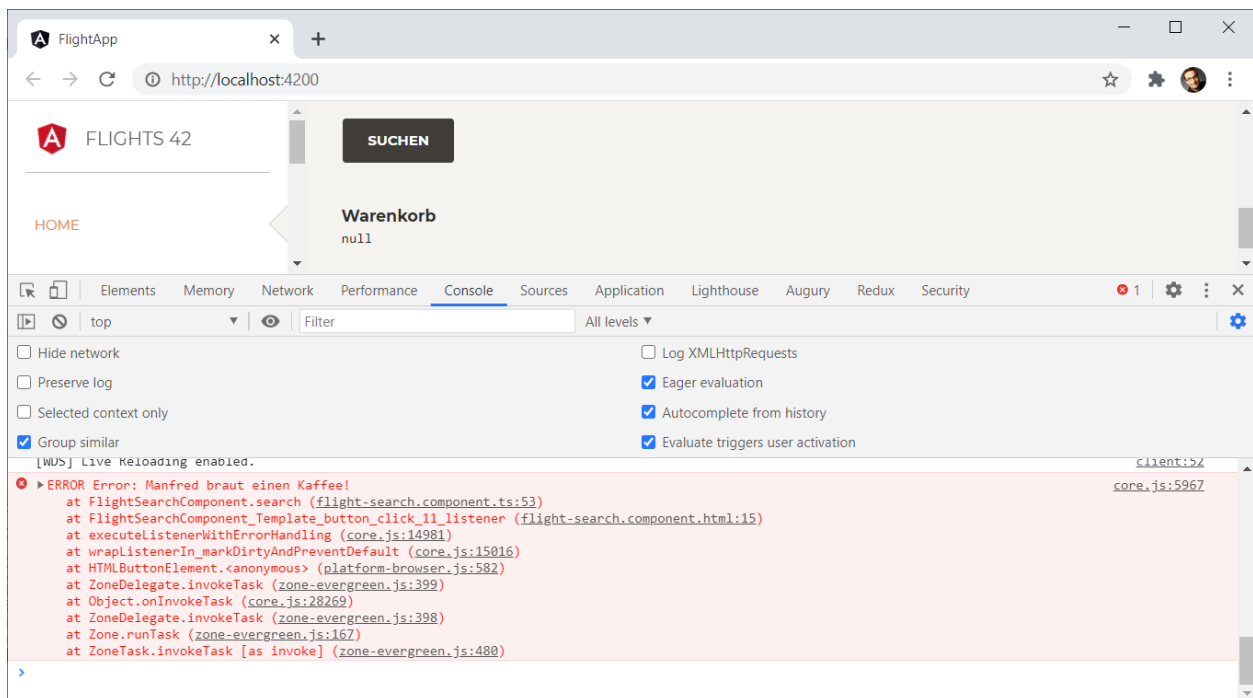 FlightApp
http://localhost:4200
FLIGHTS 42
SUCHEN
HOME
Warenkorb
null
Elements Memory Network Performance Console Sources Application Lighthouse Augury Redux Security 1
top Filter All levels
Hide network Log XMLHttpRequests
Preserve log Eager evaluation
Selected context only Autocomplete from history
Group similar Evaluate triggers user activation
[WDS] Live Reloading enabled. client:52
ERROR Error: Manfred braut einen Kaffee! core.js:5967
at FlightSearchComponent.search (flight-search.component.ts:53)
at FlightSearchComponent_Template_button_click_11_listener (flight-search.component.html:15)
at executeListenerWithErrorHandling (core.js:14981)
at wrapListenerIn_markDirtyAndPreventDefault (core.js:15016)
at HTMLButtonElement.<anonymous> (platform-browser.js:582)
at ZoneDelegate.invokeTask (zone-evergreen.js:399)
at Object.onInvokeTask (core.js:28269)
at ZoneDelegate.invokeTask (zone-evergreen.js:398)
at Zone.runTask (zone-evergreen.js:167)
at ZoneTask.invokeTask [as invoke] (zone-evergreen.js:480)